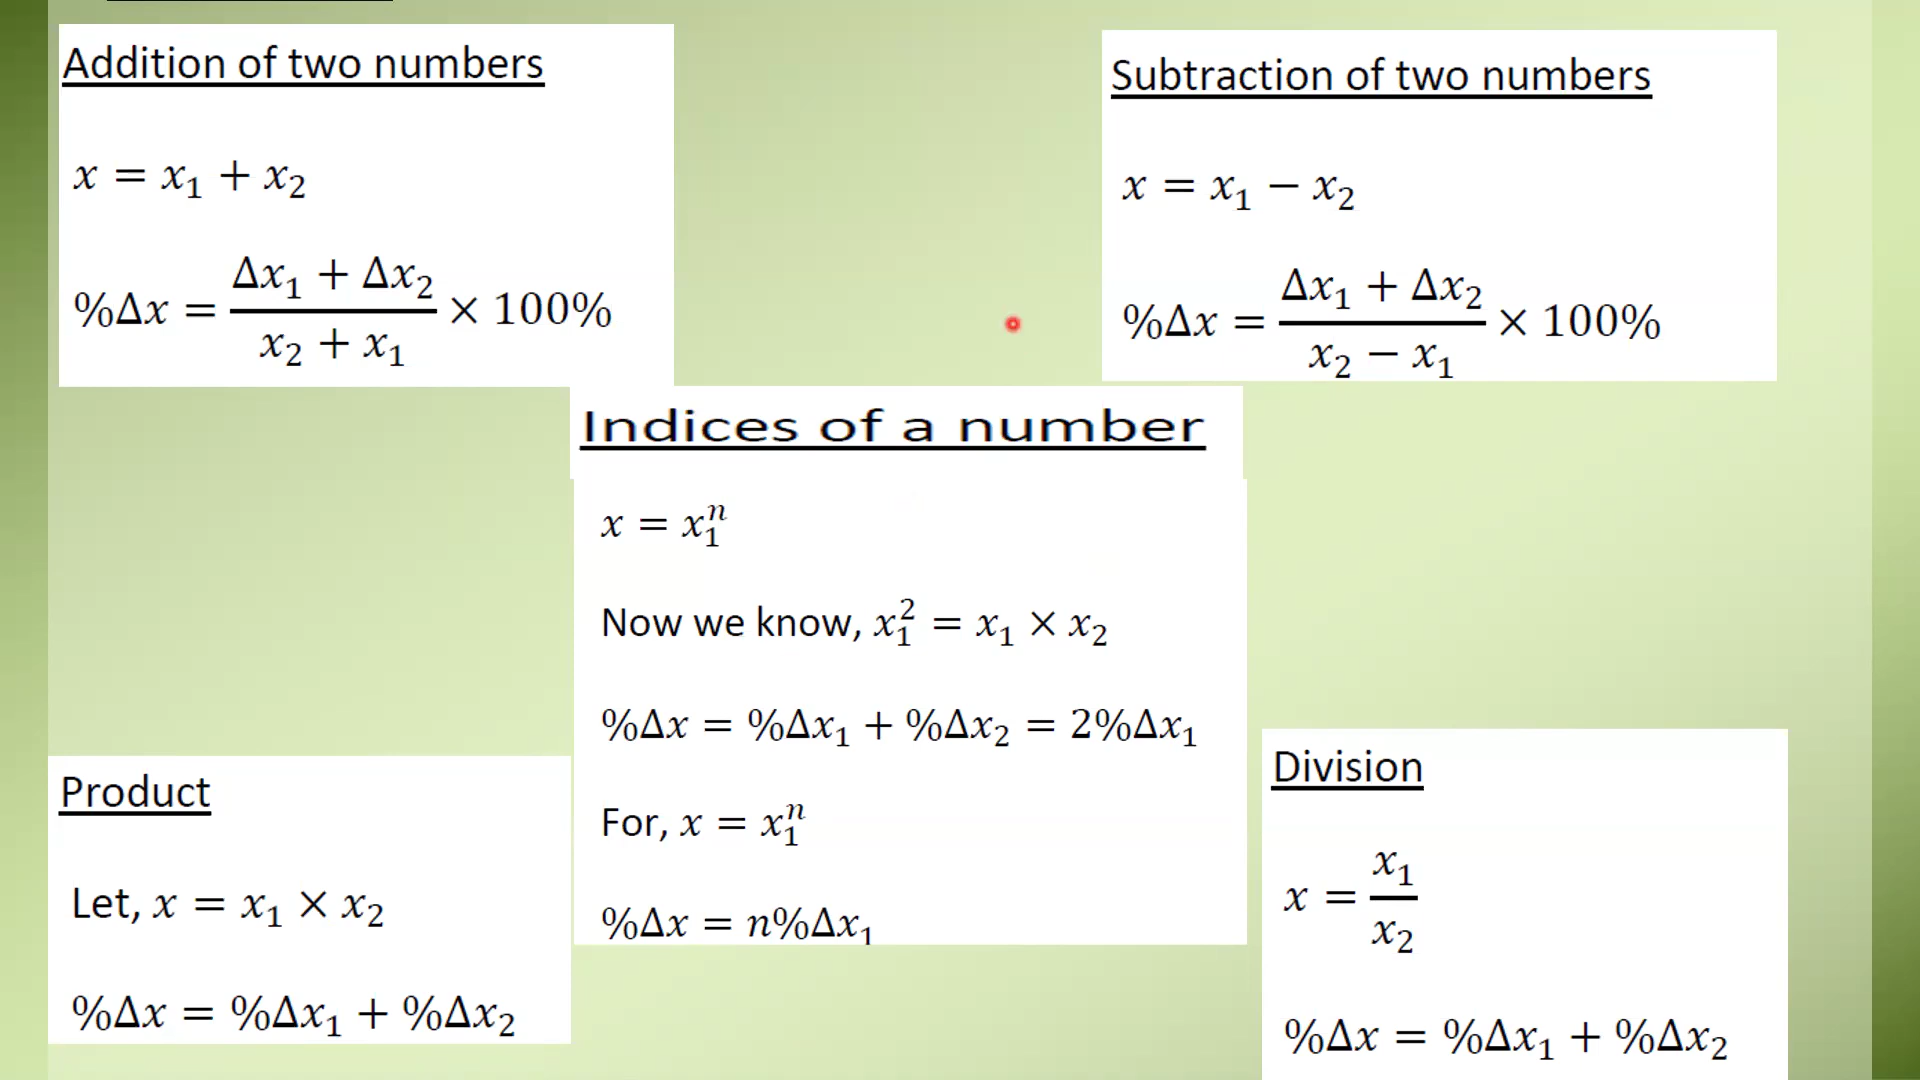 Addition of two numbers
x = x₁ + x₂
%Δx = (Δx₁ + Δx₂)/(x₂ + x₁) × 100%
Subtraction of two numbers
x = x₁ − x₂
%Δx = (Δx₁ + Δx₂)/(x₂ − x₁) × 100%
Indices of a number
x = x₁ⁿ
Now we know, x₁² = x₁ × x₂
%Δx = %Δx₁ + %Δx₂ = 2%Δx₁
For, x = x₁ⁿ
%Δx = n%Δx₁
Product
Let, x = x₁ × x₂
%Δx = %Δx₁ + %Δx₂
Division
x = x₁/x₂
%Δx = %Δx₁ + %Δx₂